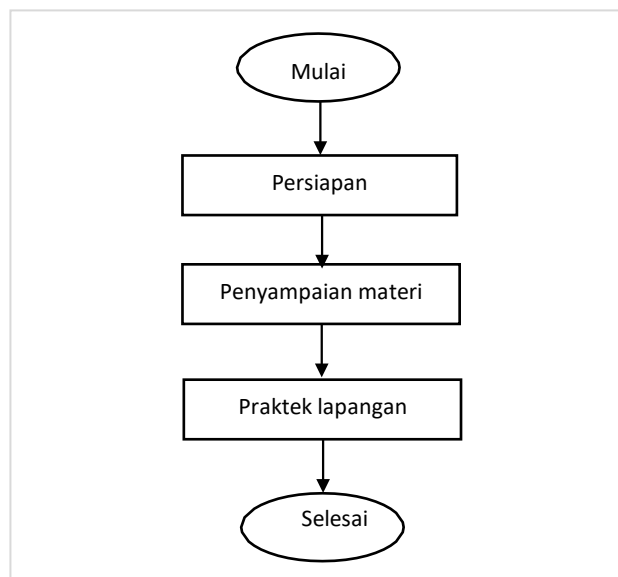 Mulai
Persiapan
Penyampaian materi
Praktek lapangan
Selesai